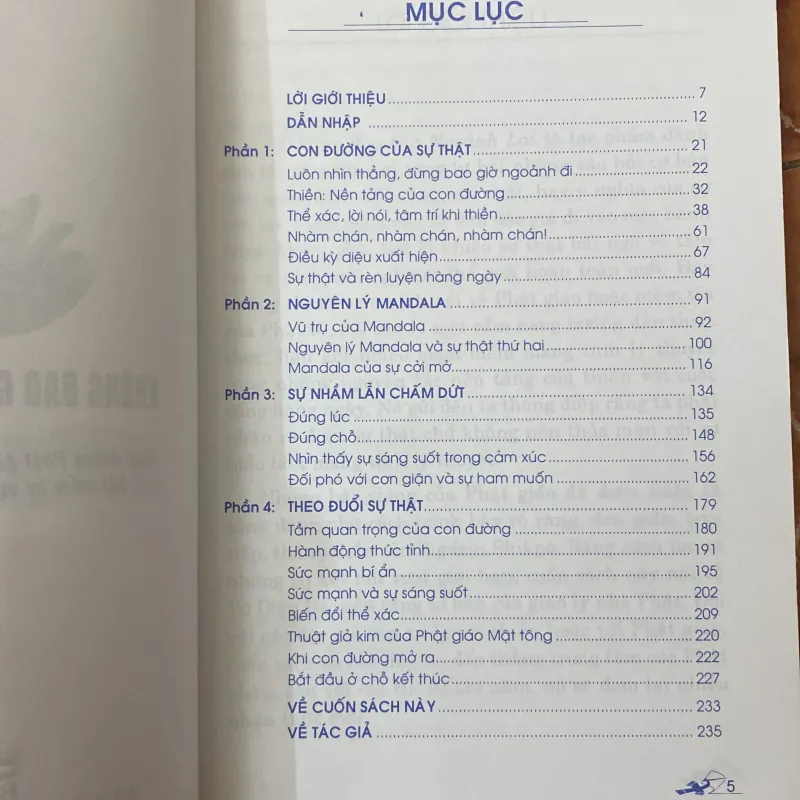 MỤC LỤC
LỜI GIỚI THIỆU 7
DẪN NHẬP 12
Phần 1: CON ĐƯỜNG CỦA SỰ THẬT 21
Luôn nhìn thẳng, đừng bao giờ ngoảnh đi 22
Thiền: Nền tảng của con đường 32
Thể xác, lời nói, tâm trí khi thiền 38
Nhàm chán, nhàm chán, nhàm chán! 61
Điều kỳ diệu xuất hiện 67
Sự thật và rèn luyện hàng ngày 84
Phần 2: NGUYÊN LÝ MANDALA 91
Vũ trụ của Mandala 92
Nguyên lý Mandala và sự thật thứ hai 100
Mandala của sự cởi mở 116
Phần 3: SỰ NHẦM LẪN CHẤM DỨT 134
Đúng lúc 135
Đúng chỗ 148
Nhìn thấy sự sáng suốt trong cảm xúc 156
Đối phó với cơn giận và sự ham muốn 162
Phần 4: THEO ĐUỔI SỰ THẬT 179
Tầm quan trọng của con đường 180
Hành động thức tỉnh 191
Sức mạnh bí ẩn 195
Sức mạnh và sự sáng suốt 202
Biến đổi thể xác 209
Thuật giả kim của Phật giáo Mật tông 220
Khi con đường mở ra 222
Bắt đầu ở chỗ kết thúc 227
VỀ CUỐN SÁCH NÀY 233
VỀ TÁC GIẢ 235
5